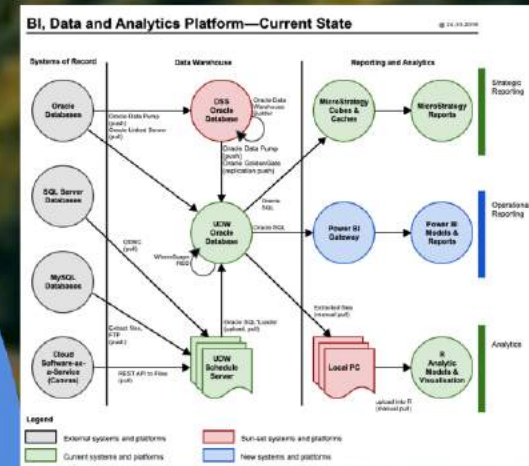 BI, Data and Analytics Platform—Current State
Systems of Record
Data Warehouse
Reporting and Analytics
Oracle
Databases
Oracle Data Pump
(push)
Oracle Linked Server
(pull)
DSS
Oracle
Database
Oracle Data
Warehouse
Builder
MicroStrategy
Cubes &
Caches
MicroStrategy
Reports
Strategic
Reporting
Oracle Data Pump
(push)
Oracle GoldenGate
(replication push)
SQL Server
Databases
ODBC
(pull)
UDW
Oracle
Database
WhereScape
RED
Oracle
SQL
Oracle SQL
Power BI
Gateway
Power BI
Models &
Reports
Operational
Reporting
MySQL
Databases
Extract files,
FTP
(push)
Oracle SQL*Loader
(upload, pull)
Extracted files
(manual pull)
Cloud
Software-as-
a-Service
(Canvas)
REST API to Files
(pull)
UDW
Schedule
Server
Local PC
upload into R
(manual pull)
R
Analytic
Models &
Visualisation
Analytics
Legend
External systems and platforms
Sun-set systems and platforms
Current systems and platforms
New systems and platforms